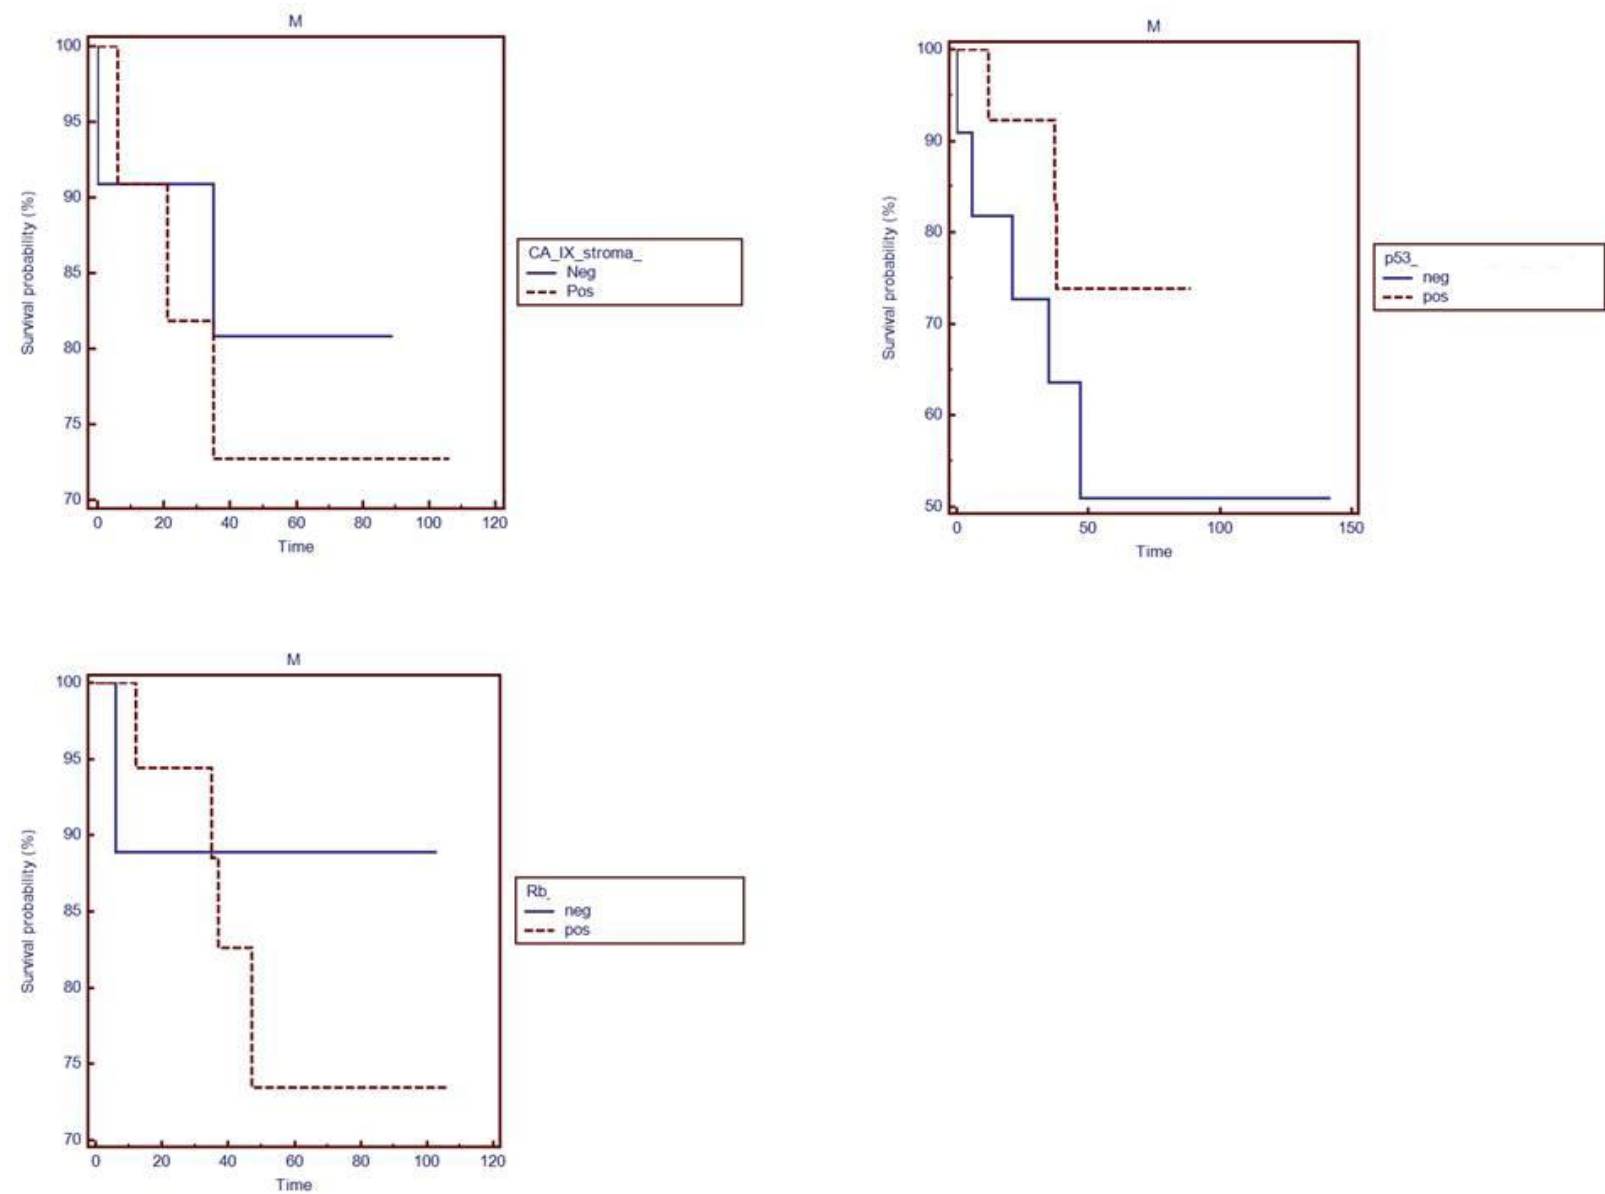 M
100
95
90
85
80
75
70
Survival probability (%)
0 20 40 60 80 100 120
Time
CA_IX_stroma_
Neg
Pos
M
100
90
80
70
60
50
Survival probability (%)
0 50 100 150
Time
p53_
neg
pos
M
100
95
90
85
80
75
70
Survival probability (%)
0 20 40 60 80 100 120
Time
Rb_
neg
pos